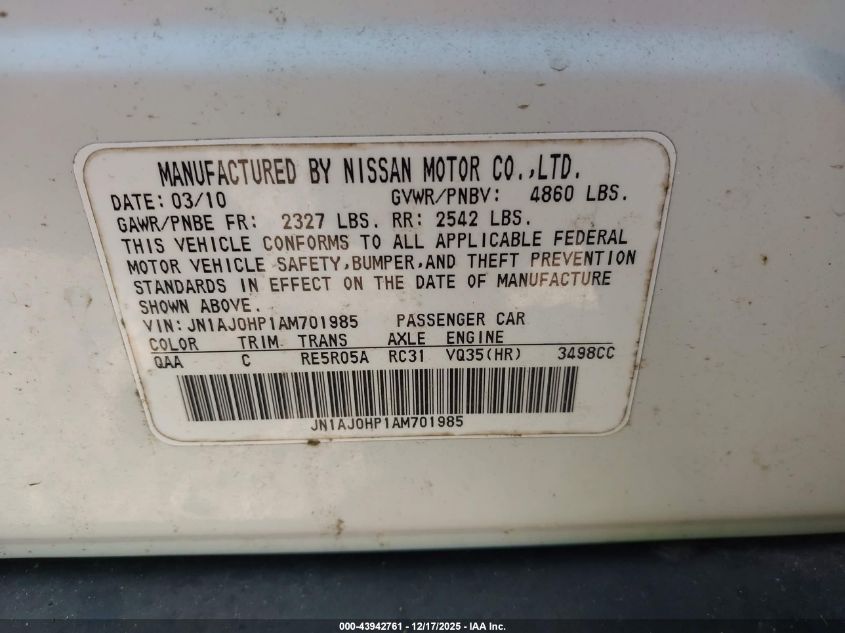 MANUFACTURED BY NISSAN MOTOR CO.,LTD.
DATE: 03/10 GVWR/PNBV: 4860 LBS.
GAWR/PNBE FR: 2327 LBS. RR: 2542 LBS.
THIS VEHICLE CONFORMS TO ALL APPLICABLE FEDERAL
MOTOR VEHICLE SAFETY,BUMPER,AND THEFT PREVENTION
STANDARDS IN EFFECT ON THE DATE OF MANUFACTURE
SHOWN ABOVE.
VIN: JN1AJ0HP1AM701985 PASSENGER CAR
COLOR TRIM TRANS AXLE ENGINE
QAA C RE5R05A RC31 VQ35(HR) 3498CC
JN1AJ0HP1AM701985
000-43942761 - 12/17/2025 - IAA Inc.